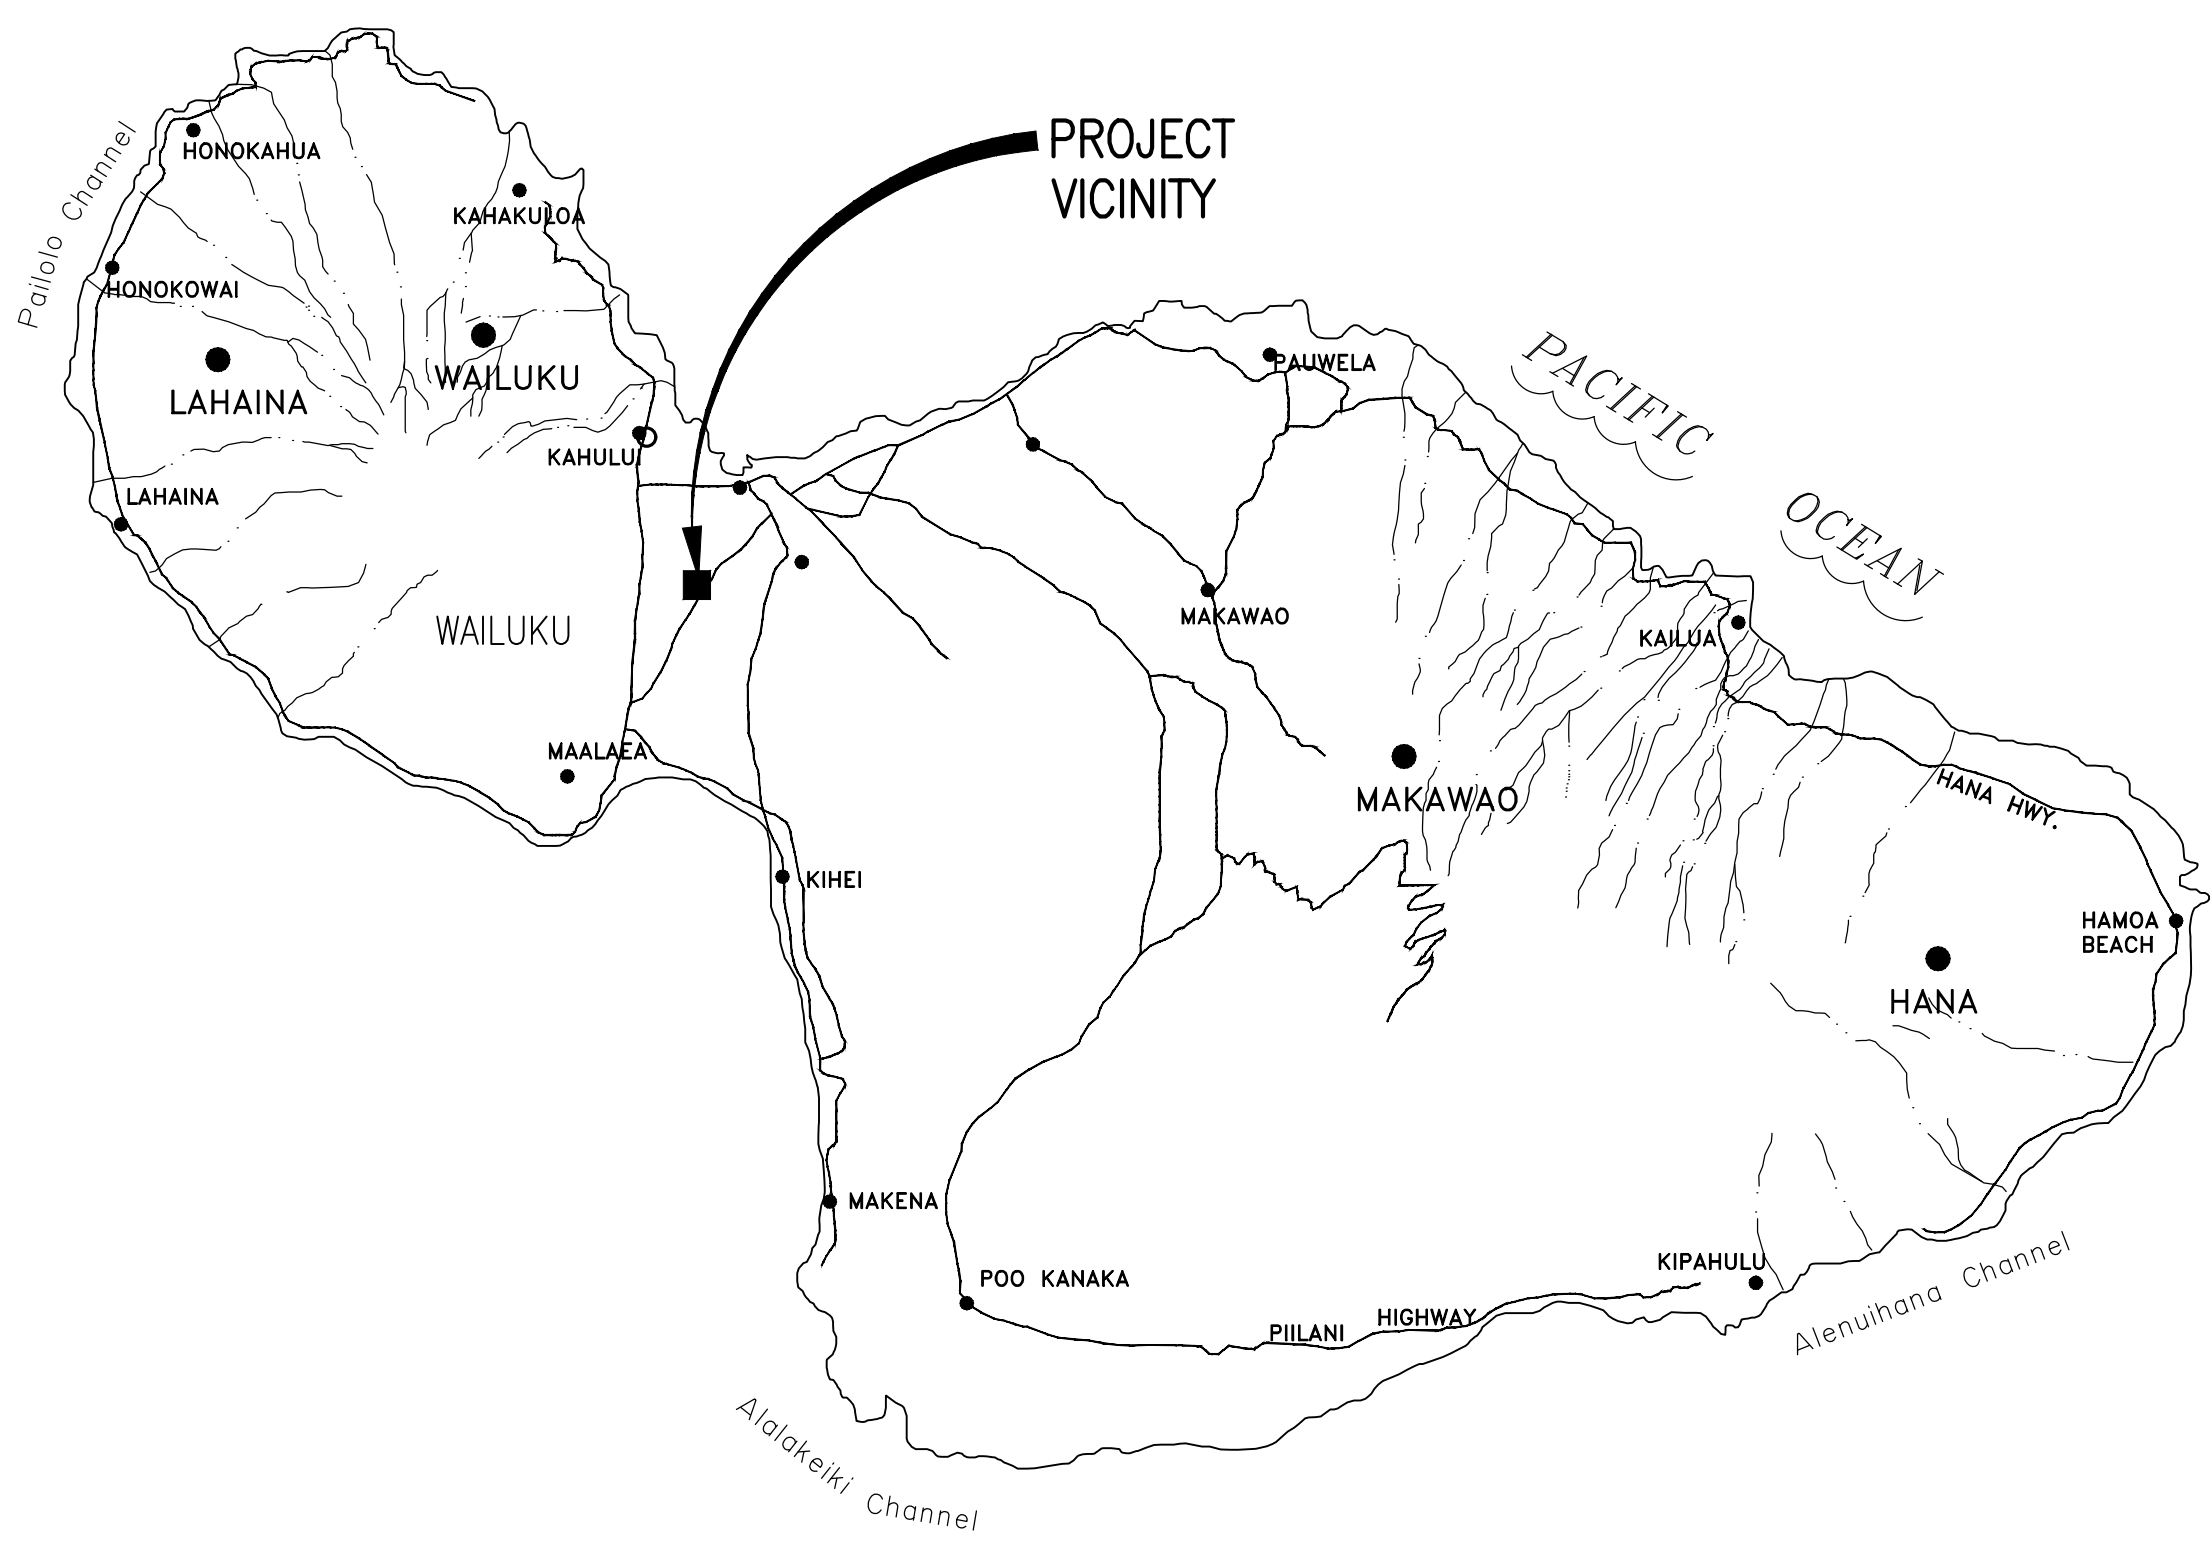 PROJECT
VICINITY
Pailolo Channel
HONOKAHUA
KAHAKULOA
HONOKOWAI
WAILUKU
LAHAINA
KAHULUI
LAHAINA
WAILUKU
MAALAEA
PAUWELA
PACIFIC
OCEAN
MAKAWAO
KAILUA
MAKAWAO
HANA HWY.
KIHEI
HAMOA
BEACH
HANA
MAKENA
POO KANAKA
KIPAHULU
PIILANI HIGHWAY
Alenuihana Channel
Alalakeiki Channel